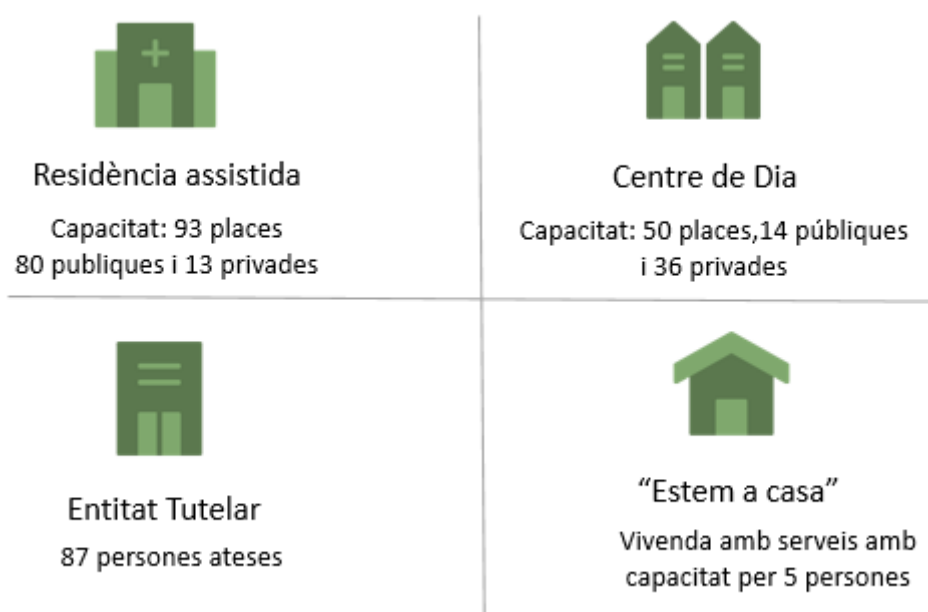 Residència assistida
Capacitat: 93 places
80 publiques i 13 privades
Centre de Dia
Capacitat: 50 places,14 públiques
i 36 privades
Entitat Tutelar
87 persones ateses
“Estem a casa”
Vivenda amb serveis amb
capacitat per 5 persones